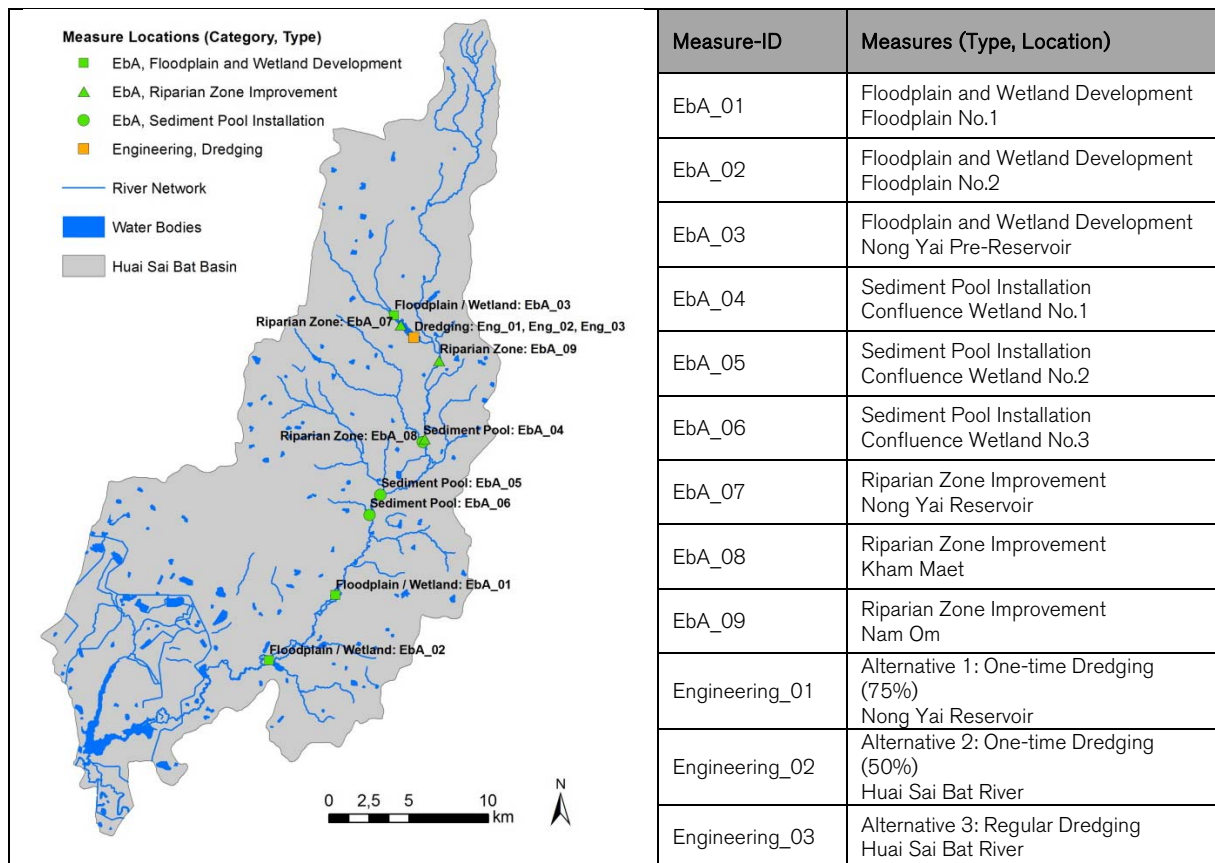 Measure Locations (Category, Type)
EbA, Floodplain and Wetland Development
EbA, Riparian Zone Improvement
EbA, Sediment Pool Installation
Engineering, Dredging
River Network
Water Bodies
Huai Sai Bat Basin
Floodplain / Wetland: EbA_03
Riparian Zone: EbA_07
Dredging: Eng_01, Eng_02, Eng_03
Riparian Zone: EbA_09
Riparian Zone: EbA_08
Sediment Pool: EbA_04
Sediment Pool: EbA_05
Sediment Pool: EbA_06
Floodplain / Wetland: EbA_01
Floodplain / Wetland: EbA_02
0 2,5 5 10
km
N
Measure-ID Measures (Type, Location)
EbA_01 Floodplain and Wetland Development
Floodplain No.1
EbA_02 Floodplain and Wetland Development
Floodplain No.2
EbA_03 Floodplain and Wetland Development
Nong Yai Pre-Reservoir
EbA_04 Sediment Pool Installation
Confluence Wetland No.1
EbA_05 Sediment Pool Installation
Confluence Wetland No.2
EbA_06 Sediment Pool Installation
Confluence Wetland No.3
EbA_07 Riparian Zone Improvement
Nong Yai Reservoir
EbA_08 Riparian Zone Improvement
Kham Maet
EbA_09 Riparian Zone Improvement
Nam Om
Engineering_01 Alternative 1: One-time Dredging
(75%)
Nong Yai Reservoir
Engineering_02 Alternative 2: One-time Dredging
(50%)
Huai Sai Bat River
Engineering_03 Alternative 3: Regular Dredging
Huai Sai Bat River